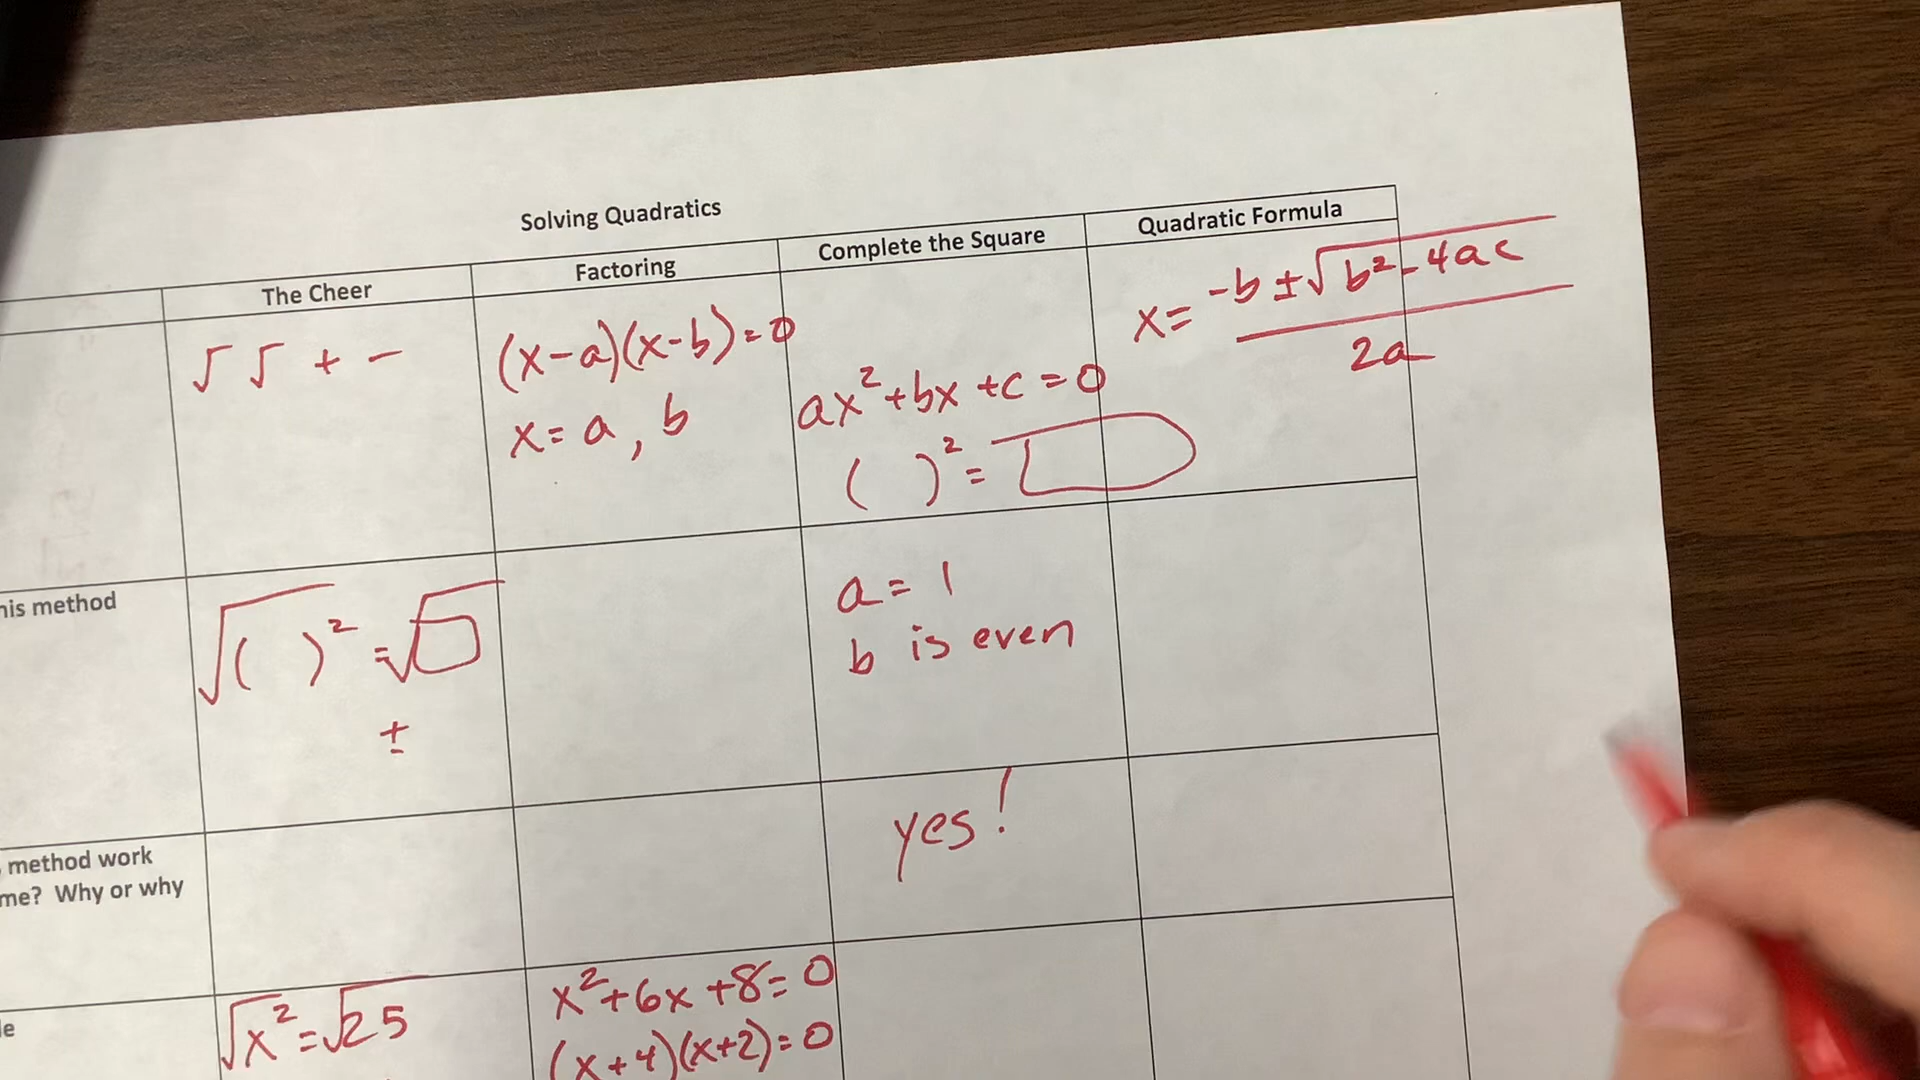 Solving Quadratics
The Cheer
Factoring
Complete the Square
Quadratic Formula
√ √ + −
(x-a)(x-b)=0
x= a, b
ax²+bx+c=0
( )²=
x= -b±√b²-4ac
2a
his method
√( )² = √
±
a=1
b is even
method work
me? Why or why
yes!
le
√x²=√25
x²+6x+8=0
(x+4)(x+2)=0